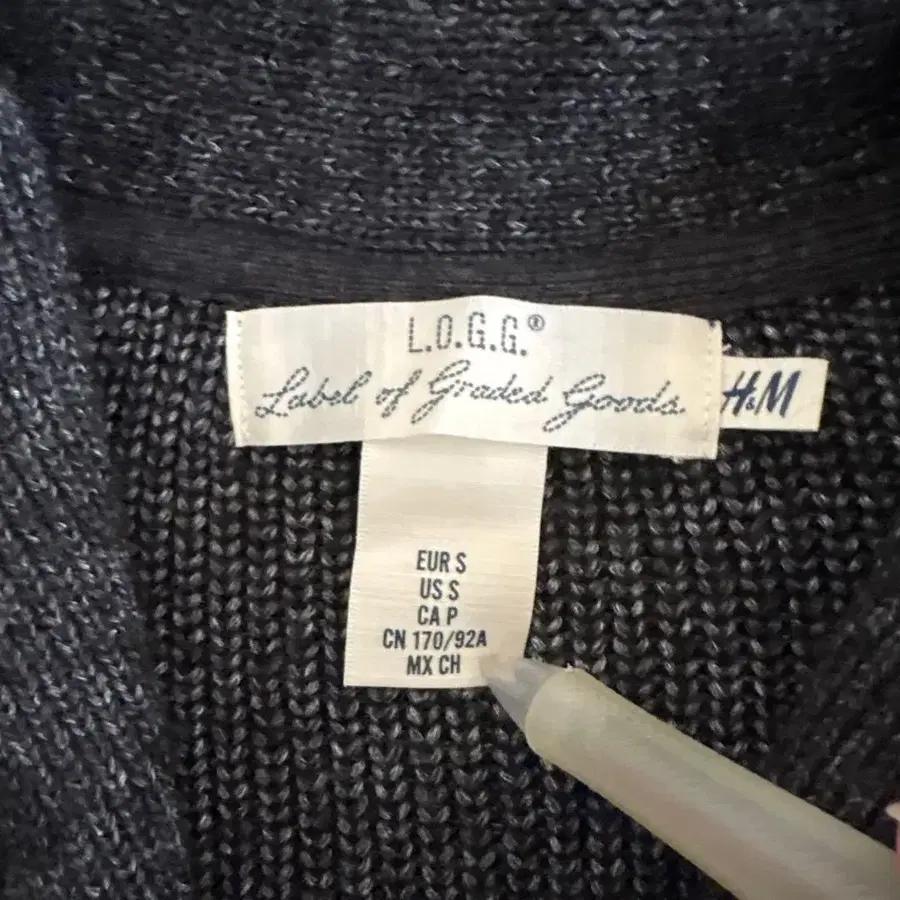 L.O.G.G.®
Label of Graded Goods
H&M
EUR S
US S
CA P
CN 170/92A
MX CH